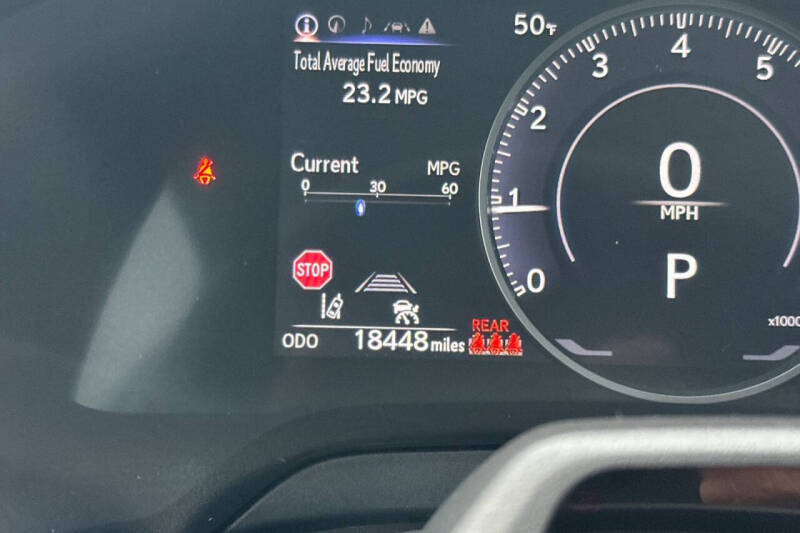 50°F
Total Average Fuel Economy
23.2 MPG
Current MPG
0 30 60
STOP
ODO 18448 miles
REAR
0 1 2 3 4 5
0
MPH
P
x1000